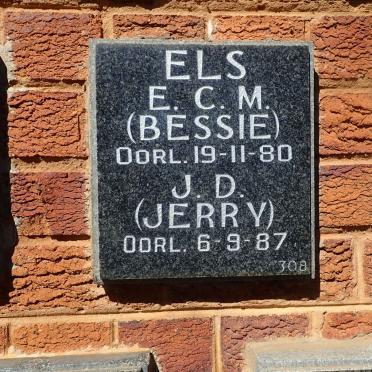 ELS
E. C. M.
(BESSIE)
OORL. 19-11-80
J. D.
(JERRY)
OORL. 6-9-87
308